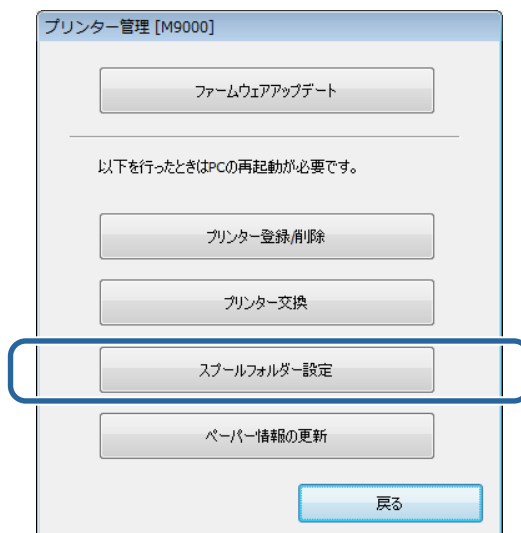 プリンター管理 [M9000]
ファームウェアアップデート
以下を行ったときはPCの再起動が必要です。
プリンター登録/削除
プリンター交換
スプールフォルダー設定
ペーパー情報の更新
戻る